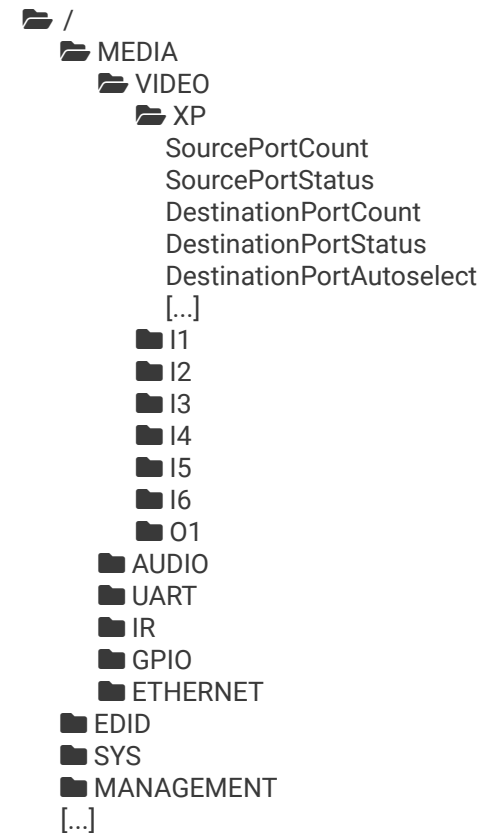 /
MEDIA
VIDEO
XP
SourcePortCount
SourcePortStatus
DestinationPortCount
DestinationPortStatus
DestinationPortAutoselect
[...]
I1
I2
I3
I4
I5
I6
O1
AUDIO
UART
IR
GPIO
ETHERNET
EDID
SYS
MANAGEMENT
[...]